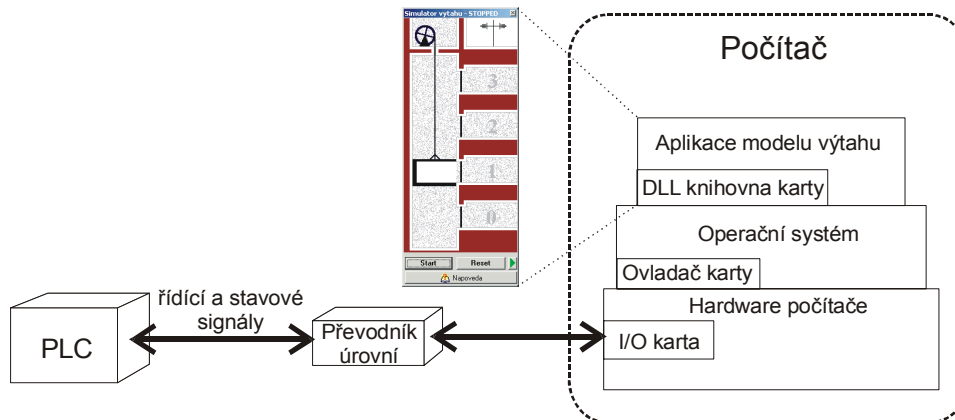 Simulator vytahu - STOPPED
3
2
1
0
Start
Reset
Napoveda
Počítač
Aplikace modelu výtahu
DLL knihovna karty
Operační systém
Ovladač karty
Hardware počítače
I/O karta
řídící a stavové
signály
PLC
Převodník
úrovní